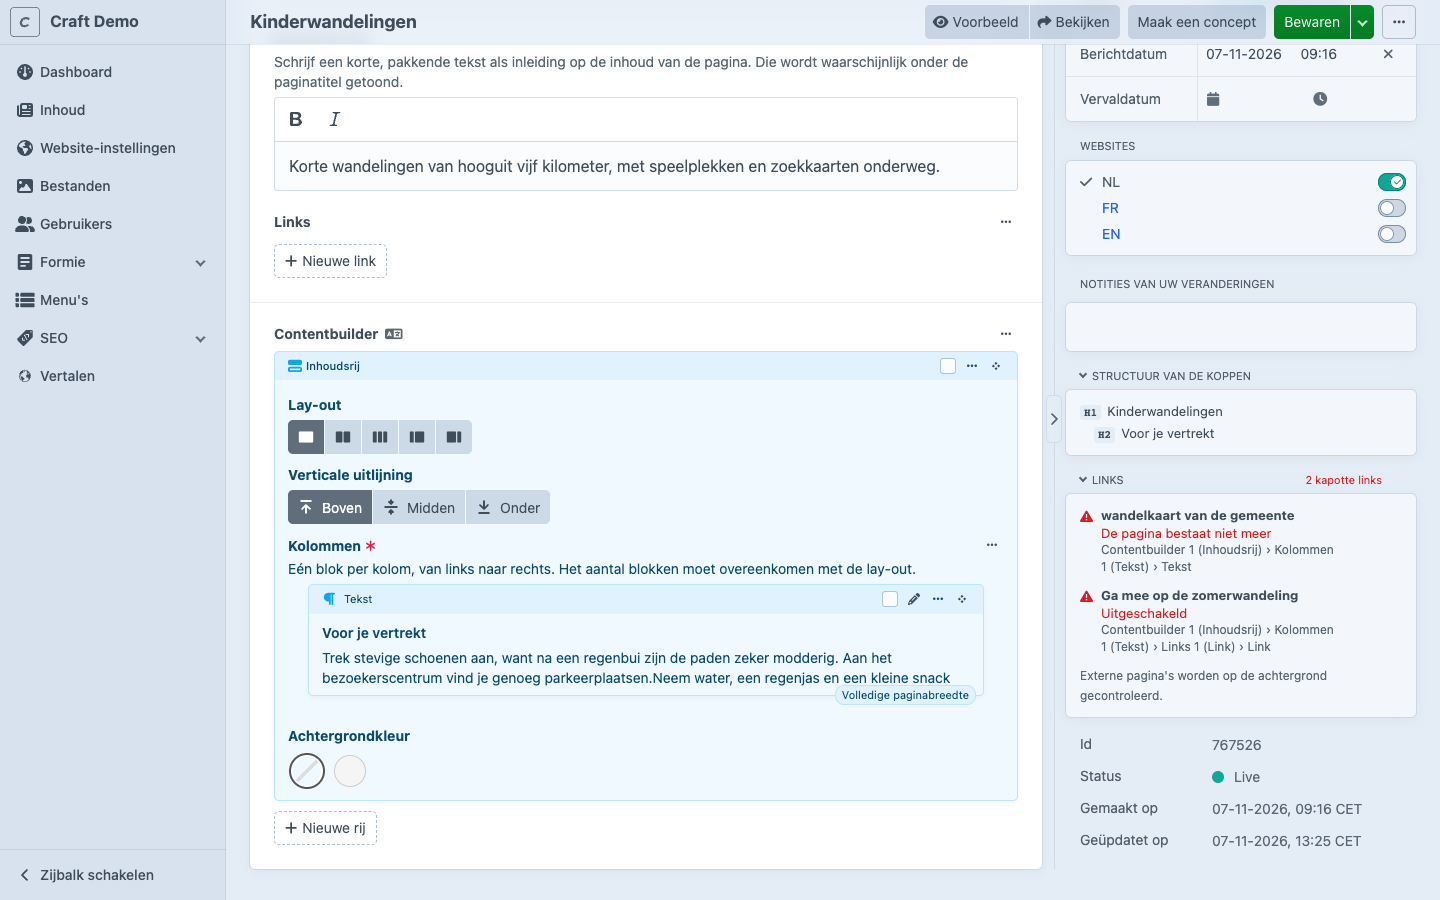 C
Craft Demo
Dashboard
Inhoud
Website-instellingen
Bestanden
Gebruikers
Formie
Menu's
SEO
Vertalen
Zijbalk schakelen
Kinderwandelingen
Voorbeeld
Bekijken
Maak een concept
Bewaren
Schrijf een korte, pakkende tekst als inleiding op de inhoud van de pagina. Die wordt waarschijnlijk onder de
paginatitel getoond.
B I
Korte wandelingen van hooguit vijf kilometer, met speelplekken en zoekkaarten onderweg.
Links
Nieuwe link
Contentbuilder
Inhoudsrij
Lay-out
Verticale uitlijning
Boven
Midden
Onder
Kolommen
Eén blok per kolom, van links naar rechts. Het aantal blokken moet overeenkomen met de lay-out.
Tekst
Voor je vertrekt
Trek stevige schoenen aan, want na een regenbui zijn de paden zeker modderig. Aan het
bezoekerscentrum vind je genoeg parkeerplaatsen.Neem water, een regenjas en een kleine snack
Volledige paginabreedte
Achtergrondkleur
Nieuwe rij
Berichtdatum 07-11-2026 09:16
Vervaldatum
WEBSITES
NL
FR
EN
NOTITIES VAN UW VERANDERINGEN
STRUCTUUR VAN DE KOPPEN
H1 Kinderwandelingen
H2 Voor je vertrekt
LINKS 2 kapotte links
wandelkaart van de gemeente
De pagina bestaat niet meer
Contentbuilder 1 (Inhoudsrij) › Kolommen
1 (Tekst) › Tekst
Ga mee op de zomerwandeling
Uitgeschakeld
Contentbuilder 1 (Inhoudsrij) › Kolommen
1 (Tekst) › Links 1 (Link) › Link
Externe pagina's worden op de achtergrond
gecontroleerd.
Id 767526
Status Live
Gemaakt op 07-11-2026, 09:16 CET
Geüpdatet op 07-11-2026, 13:25 CET